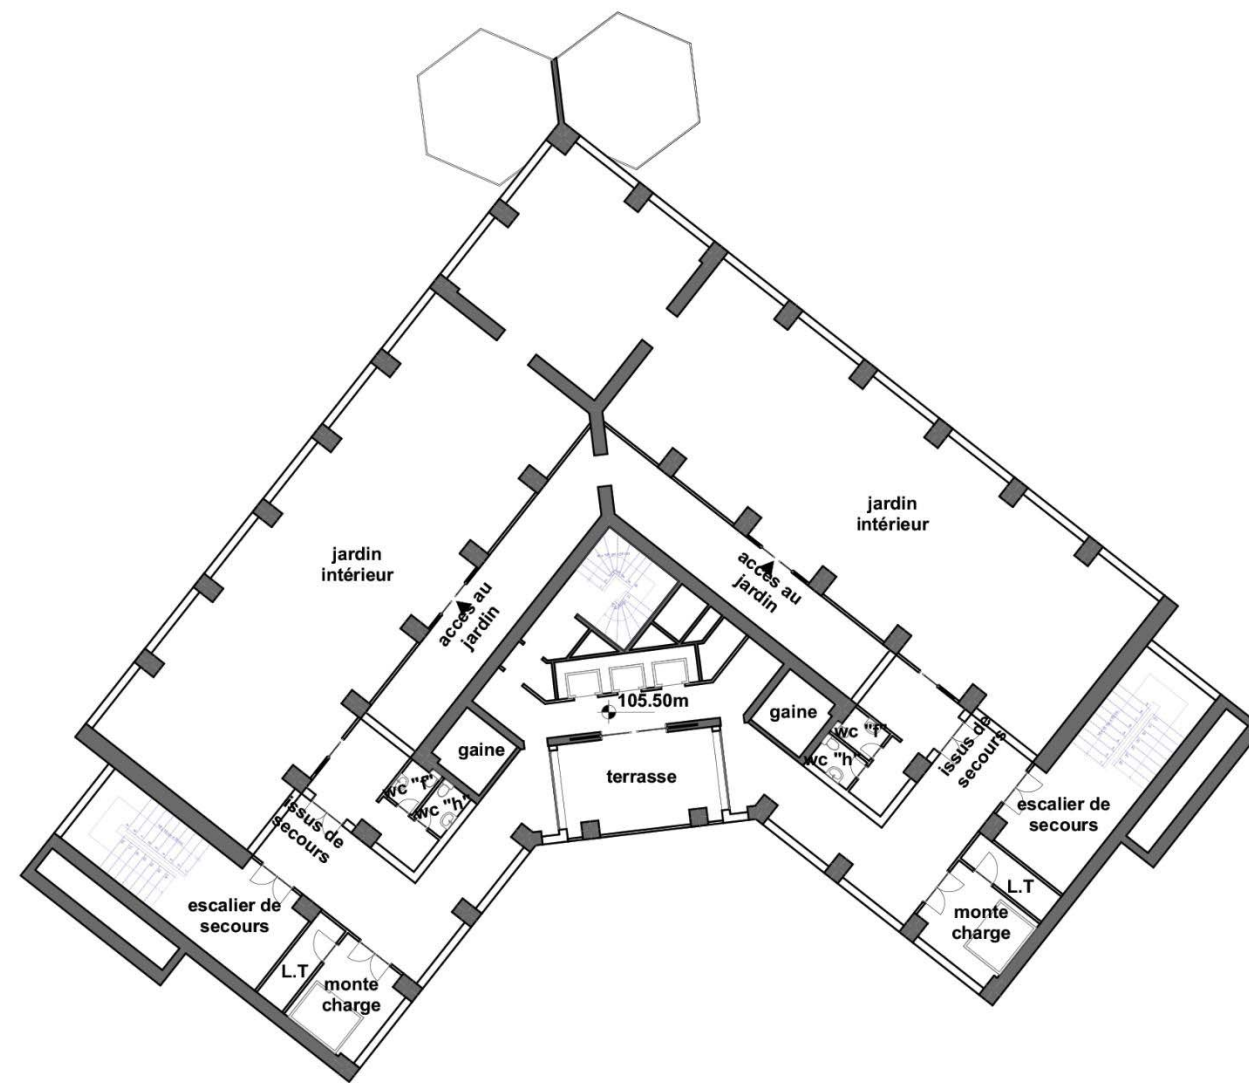 jardin
intérieur
jardin
intérieur
accès au
jardin
accès au
jardin
105.50m
gaine
gaine
terrasse
wc "f"
wc "h"
wc "f"
wc "h"
issus de
secours
issus de
secours
escalier de
secours
escalier de
secours
L.T
monte
charge
L.T
monte
charge